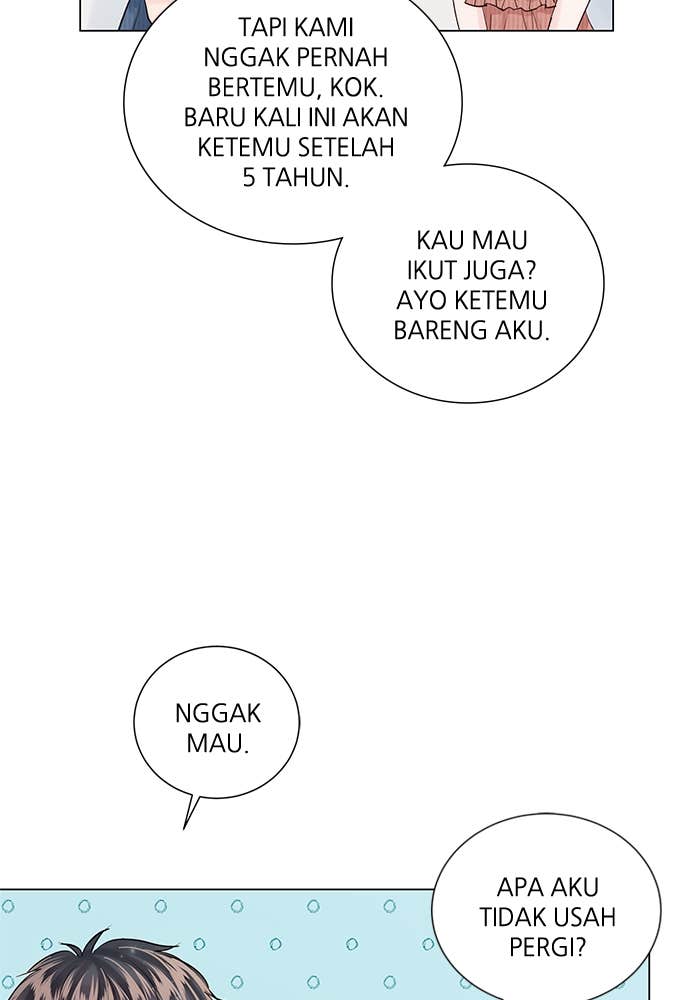 TAPI KAMI
NGGAK PERNAH
BERTEMU, KOK.
BARU KALI INI AKAN
KETEMU SETELAH
5 TAHUN.
KAU MAU
IKUT JUGA?
AYO KETEMU
BARENG AKU.
NGGAK
MAU.
APA AKU
TIDAK USAH
PERGI?